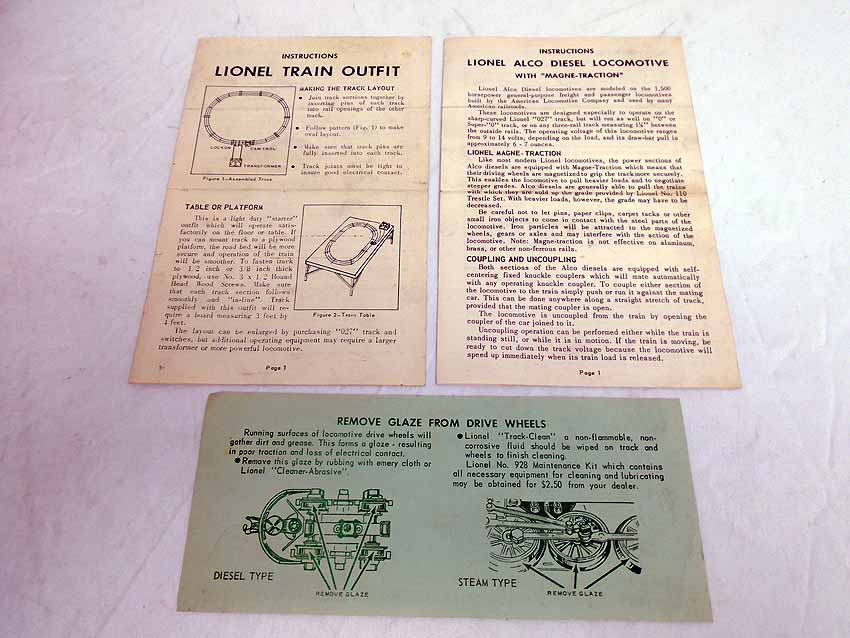 INSTRUCTIONS
LIONEL TRAIN OUTFIT
MAKING THE TRACK LAYOUT
• Join track sections together by
inserting pins of each track
into rail openings of the other
track.
• Follow pattern (Fig. 1) to make
oval layout.
• Make sure that track pins are
fully inserted into each track.
• Track joints must be tight to
insure good electrical contact.
LOCKON
CONTROL
TRANSFORMER
Figure 1—Assembled Track
TABLE OR PLATFORM
This is a light duty "starter"
outfit which will operate satis-
factorily on the floor or table. If
you can mount track to a plywood
platform, the road bed will be more
secure and operation of the train
will be smoother. To fasten track
to 1/2 inch or 3/8 inch thick
plywood, use No. 3 x 1/2 Round
Head Wood Screws. Make sure
that each track section follows
smoothly and "in-line". Track
supplied with this outfit will re-
quire a board measuring 3 feet by
4 feet.
Figure 2—Train Table
The layout can be enlarged by purchasing "027" track and
switches, but additional operating equipment may require a larger
transformer or more powerful locomotive.
Page 1
INSTRUCTIONS
LIONEL ALCO DIESEL LOCOMOTIVE
WITH "MAGNE-TRACTION"
Lionel Alco Diesel locomotives are modeled on the 1,500
horsepower general-purpose freight and passenger locomotives
built by the American Locomotive Company and used by many
American railroads.
These locomotives are designed especially to operate on the
sharp-curved Lionel "027" track, but will run as well on "0" or
Super-"0" track, or on any three-rail track measuring 1¼" between
the outside rails. The operating voltage of this locomotive ranges
from 9 to 14 volts, depending on the load, and its draw-bar pull is
approximately 6 - 7 ounces.
LIONEL MAGNE-TRACTION
Like most modern Lionel locomotives, the power sections of
Alco diesels are equipped with Magne-Traction which means that
their driving wheels are magnetized to grip the track more securely.
This enables the locomotive to pull heavier loads and to negotiate
steeper grades. Alco diesels are generally able to pull the trains
with which they are sold up the grade provided by Lionel No. 110
Trestle Set. With heavier loads, however, the grade may have to be
decreased.
Be careful not to let pins, paper clips, carpet tacks or other
small iron objects to come in contact with the steel parts of the
locomotive. Iron particles will be attracted to the magnetized
wheels, gears or axles and may interfere with the action of the
locomotive. Note: Magne-traction is not effective on aluminum,
brass, or other non-ferrous rails.
COUPLING AND UNCOUPLING
Both sections of the Alco diesels are equipped with self-
centering fixed knuckle couplers which will mate automatically
with any operating knuckle coupler. To couple either section of
the locomotive to the train simply push or run it against the mating
car. This can be done anywhere along a straight stretch of track,
provided that the mating coupler is open.
The locomotive is uncoupled from the train by opening the
coupler of the car joined to it.
Uncoupling operation can be performed either while the train is
standing still, or while it is in motion. If the train is moving, be
ready to cut down the track voltage because the locomotive will
speed up immediately when its train load is released.
Page 1
REMOVE GLAZE FROM DRIVE WHEELS
Running surfaces of locomotive drive wheels will
gather dirt and grease. This forms a glaze - resulting
in poor traction and loss of electrical contact.
• Remove this glaze by rubbing with emery cloth or
Lionel "Cleaner-Abrasive".
• Lionel "Track-Clean" a non-flammable, non-
corrosive fluid should be wiped on track and
wheels to finish cleaning.
Lionel No. 928 Maintenance Kit which contains
all necessary equipment for cleaning and lubricating
may be obtained for $2.50 from your dealer.
DIESEL TYPE
REMOVE GLAZE
STEAM TYPE
REMOVE GLAZE